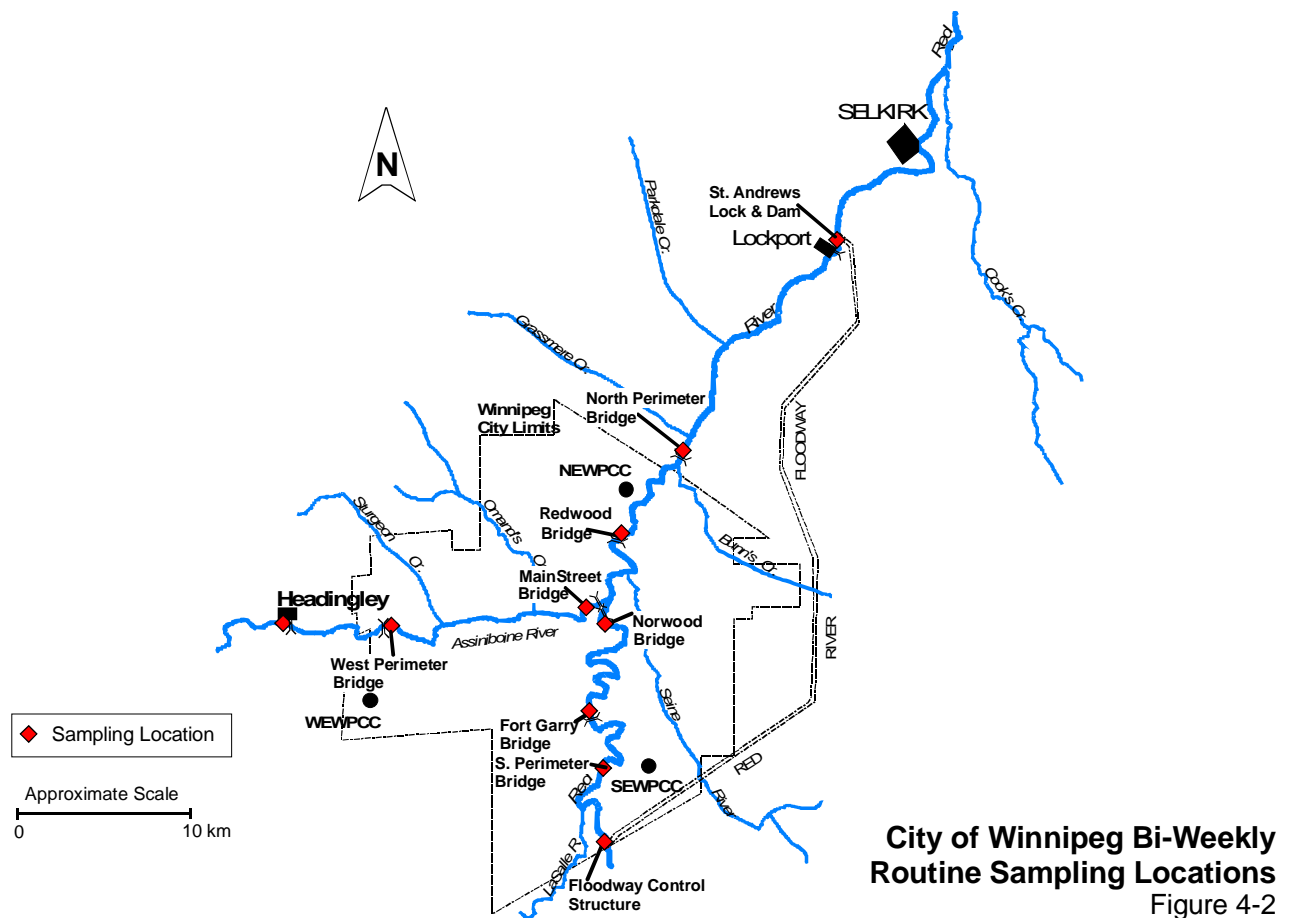 Red
SELKIRK
N
Parkdale Cr.
St. Andrews
Lock & Dam
Lockport
Cook's Cr.
River
Grassmere Cr.
North Perimeter
Bridge
Winnipeg
City Limits
FLOODWAY
NEWPCC
Sturgeon
Cr.
Omand's
Cr.
Redwood
Bridge
Bunn's Cr.
MainStreet
Bridge
Headingley
Norwood
Bridge
Assiniboine River
RIVER
West Perimeter
Bridge
WEWPCC
Seine
River
Fort Garry
Bridge
S. Perimeter
Bridge
SEWPCC
RED
Red
LaSalle R.
Floodway Control
Structure
Sampling Location
Approximate Scale
0 10 km
City of Winnipeg Bi-Weekly
Routine Sampling Locations
Figure 4-2